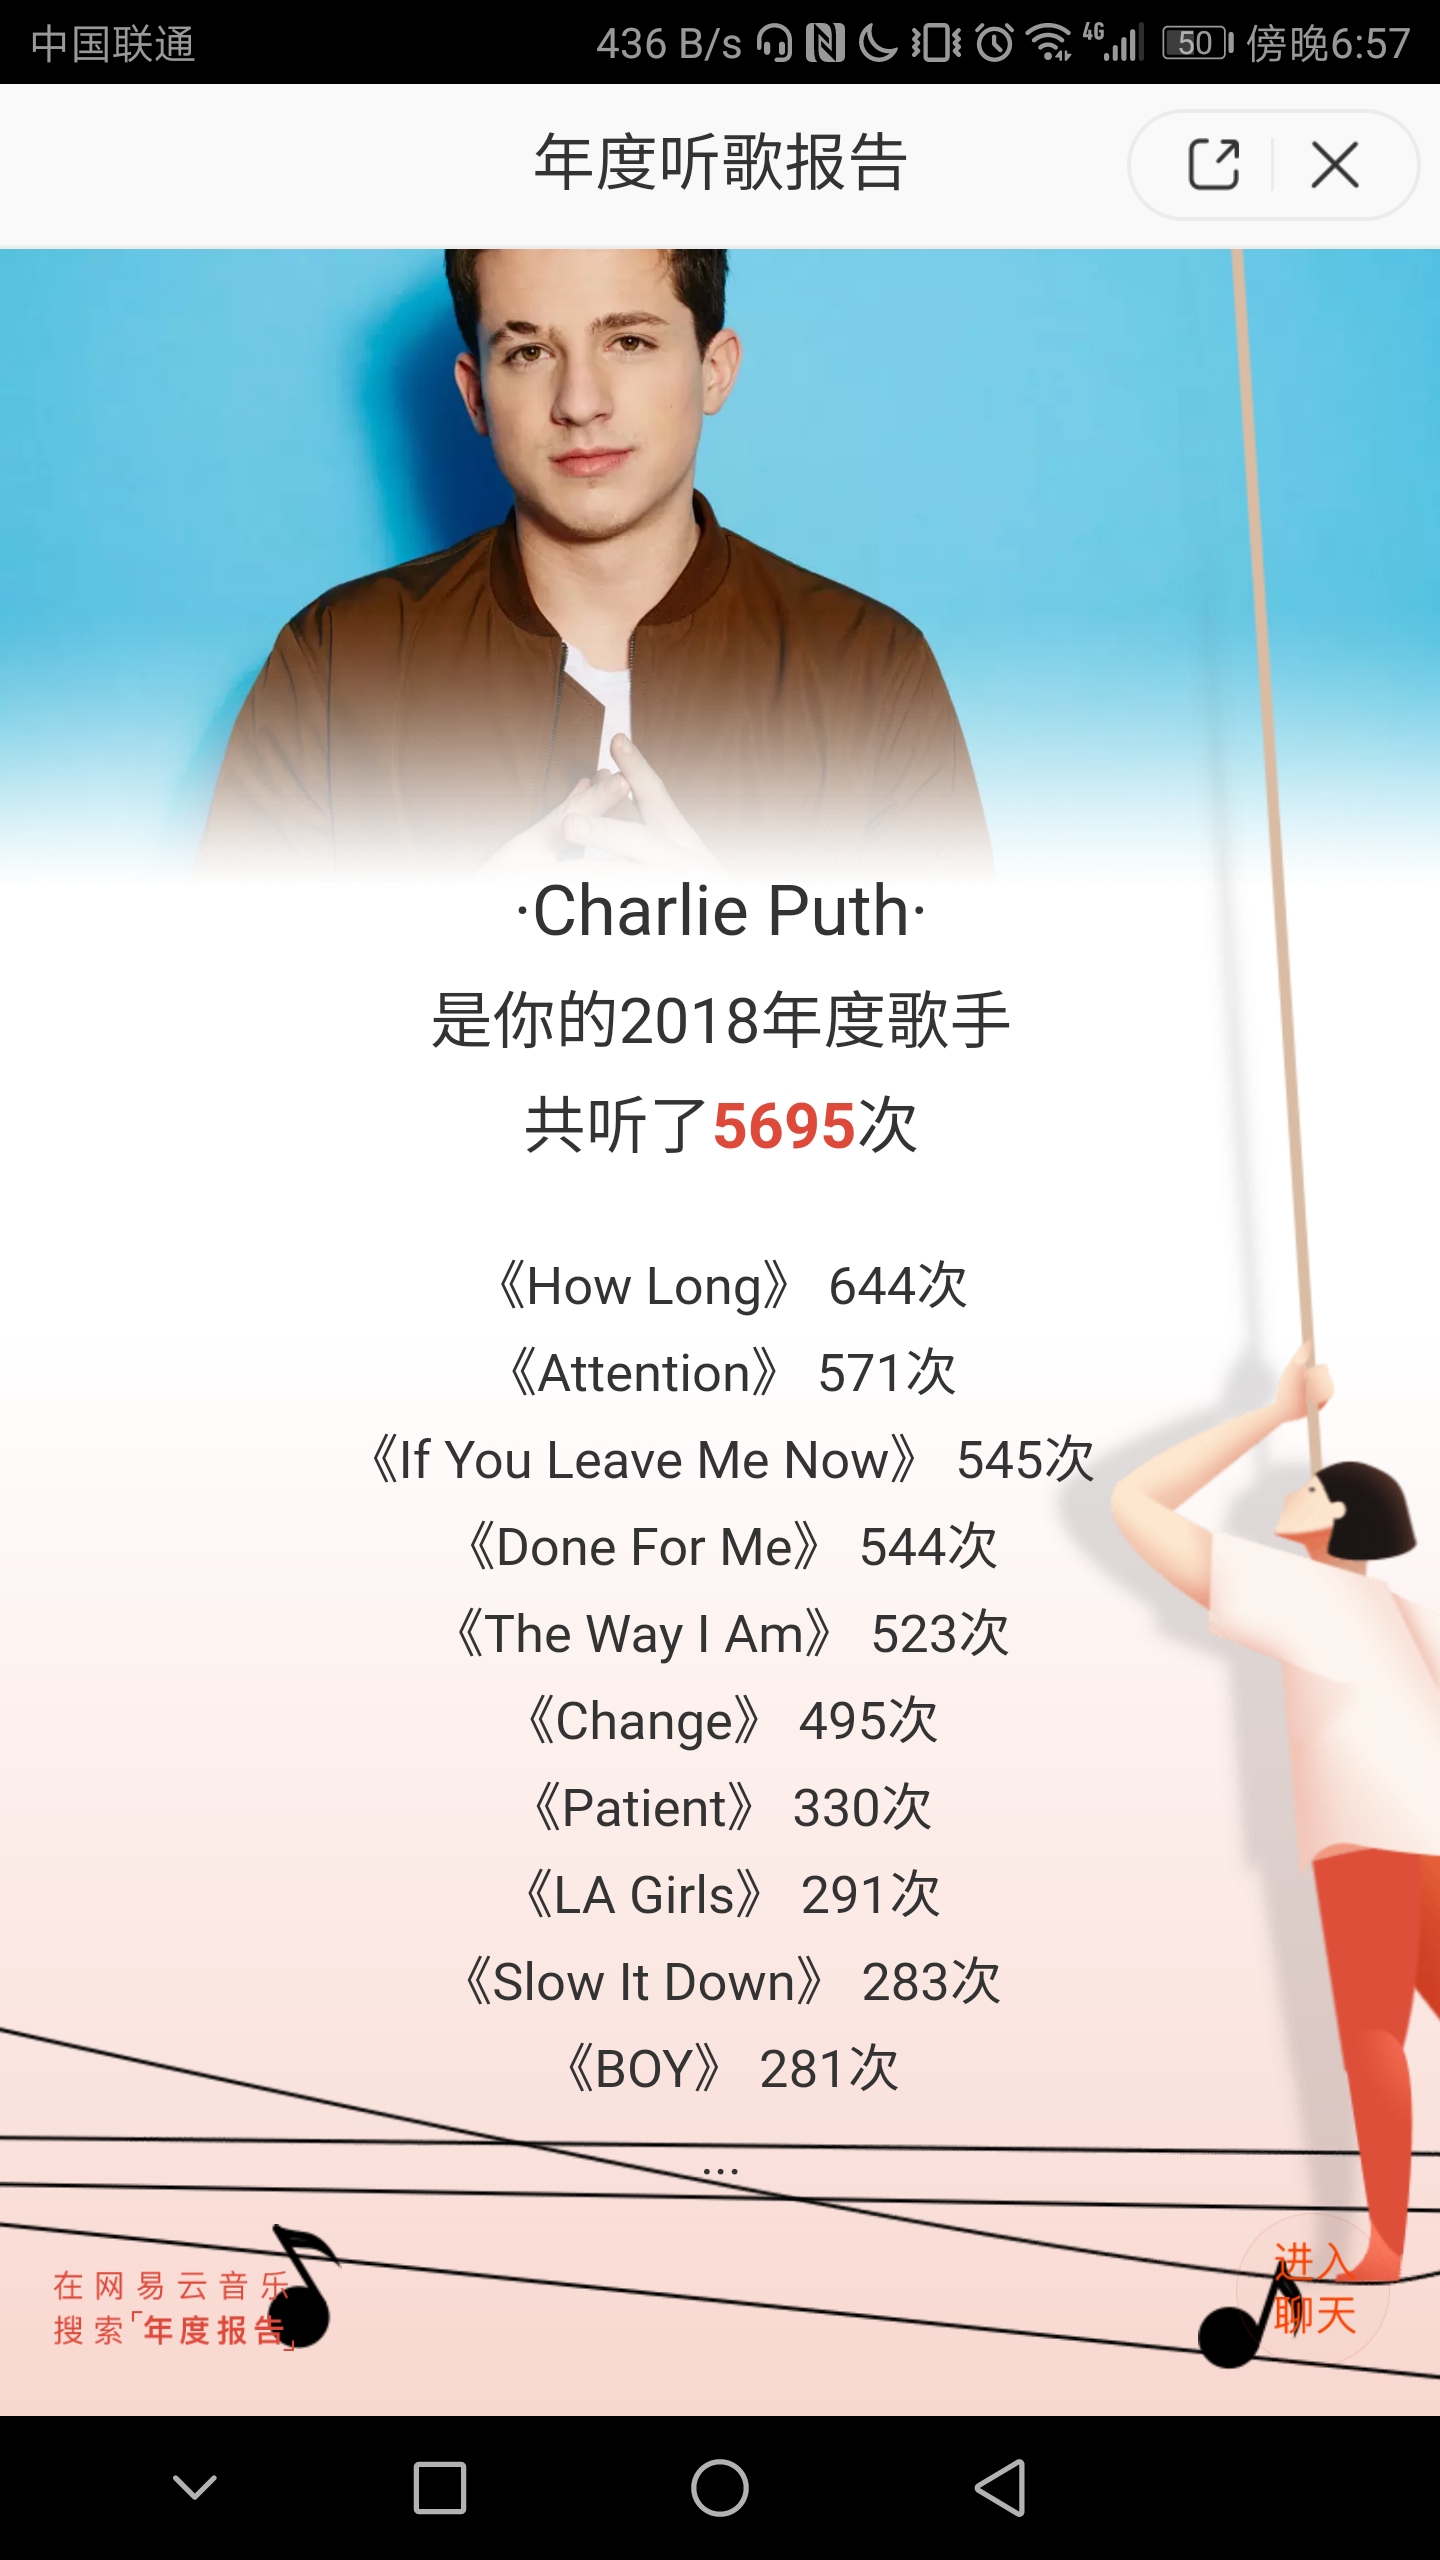 中国联通
436 B/s 4G 50 傍晚6:57
年度听歌报告
·Charlie Puth·
是你的2018年度歌手
共听了5695次
《How Long》 644次
《Attention》 571次
《If You Leave Me Now》 545次
《Done For Me》 544次
《The Way I Am》 523次
《Change》 495次
《Patient》 330次
《LA Girls》 291次
《Slow It Down》 283次
《BOY》 281次
...
在网易云音乐
搜索「年度报告」
进入
聊天